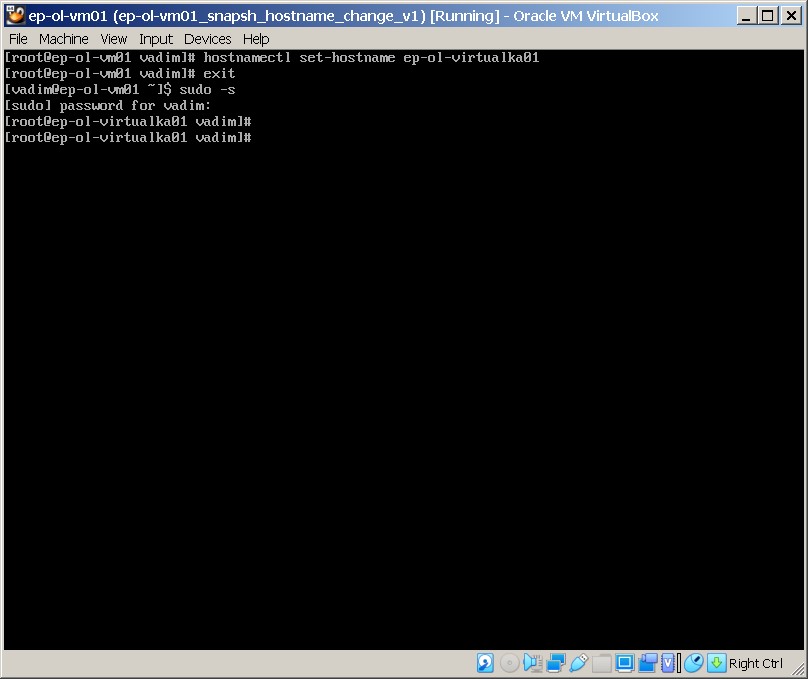 ep-ol-vm01 (ep-ol-vm01_snapsh_hostname_change_v1) [Running] - Oracle VM VirtualBox
File Machine View Input Devices Help
[root@ep-ol-vm01 vadim]# hostnamectl set-hostname ep-ol-virtualka01
[root@ep-ol-vm01 vadim]# exit
[vadim@ep-ol-vm01 ~]$ sudo -s
[sudo] password for vadim:
[root@ep-ol-virtualka01 vadim]#
[root@ep-ol-virtualka01 vadim]#
Right Ctrl